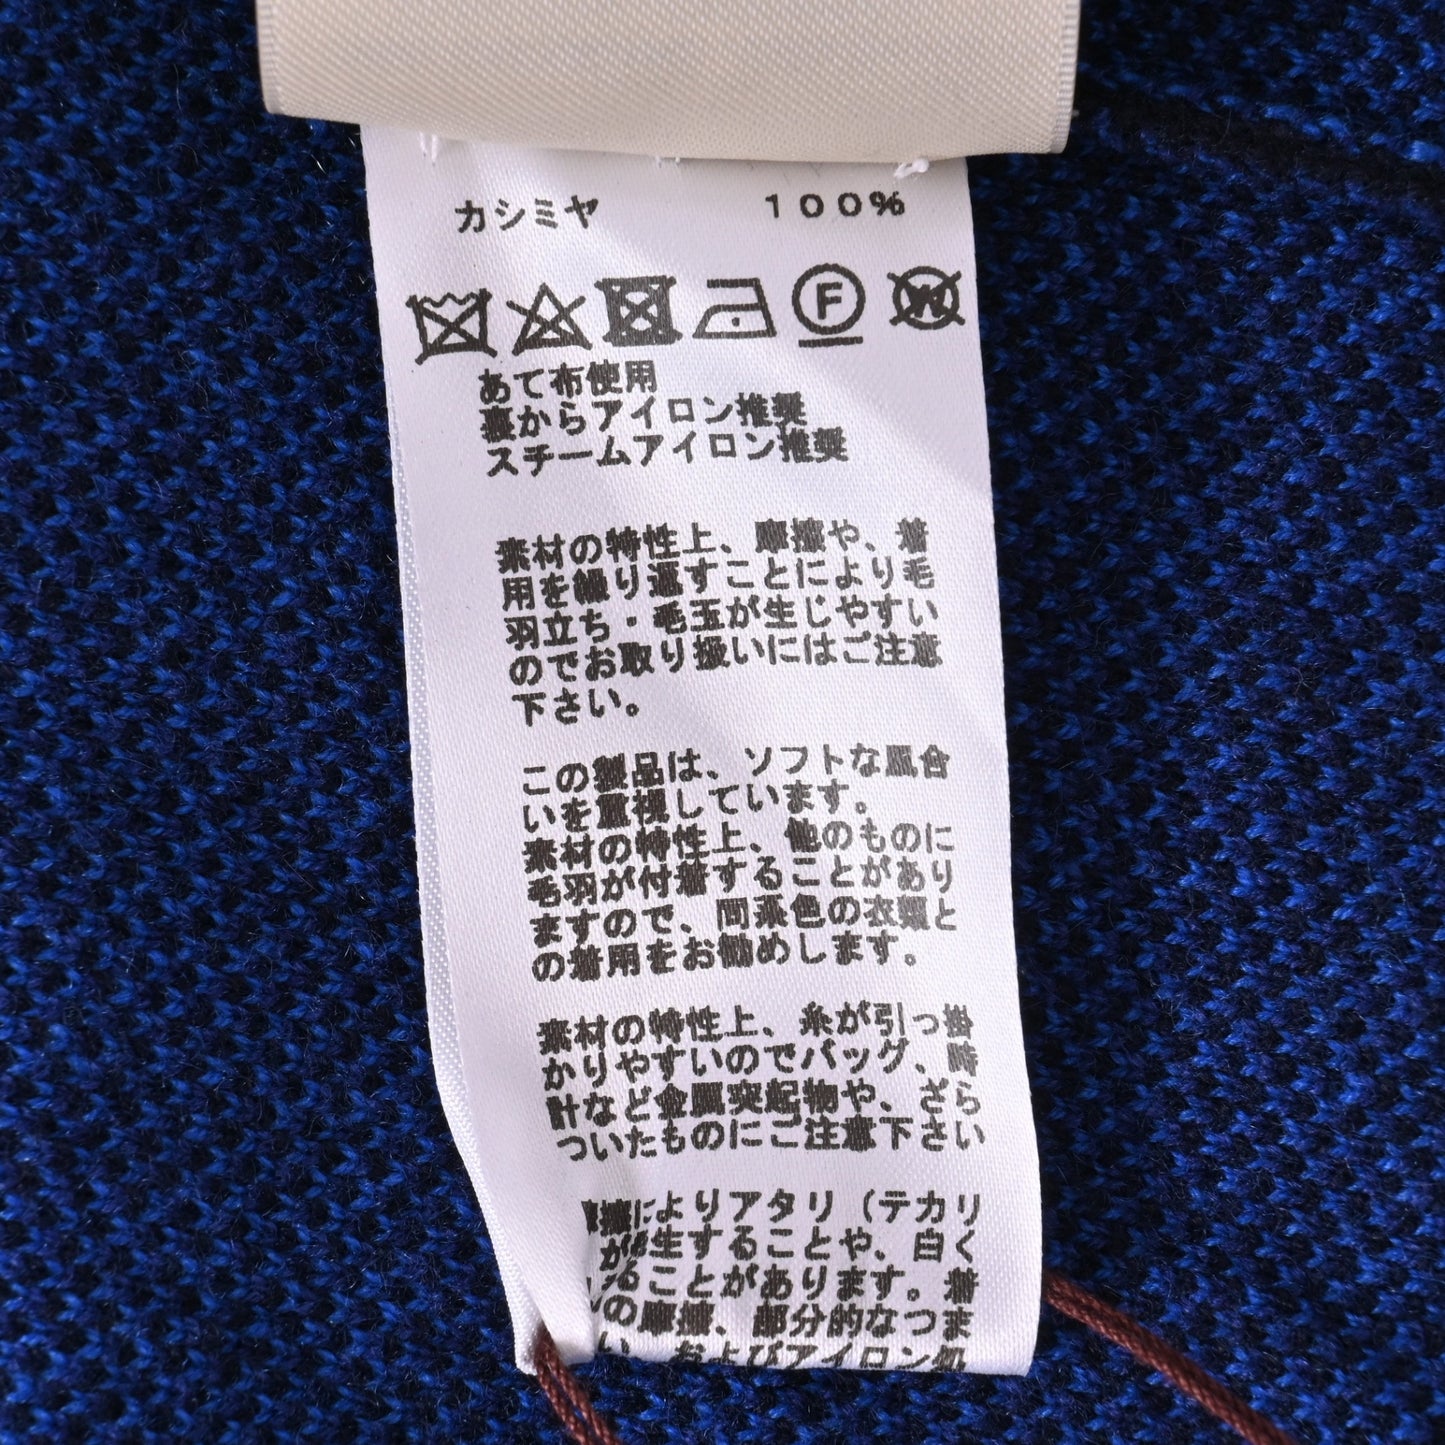 カシミヤ 100%
F
W
あて布使用
裏からアイロン推奨
スチームアイロン推奨
素材の特性上、摩擦や、着
用を繰り返すことにより毛
羽立ち・毛玉が生じやすい
のでお取り扱いにはご注意
下さい。
この製品は、ソフトな風合
いを重視しています。
素材の特性上、他のものに
毛羽が付着することがあり
ますので、同系色の衣類と
の着用をお勧めします。
素材の特性上、糸が引っ掛
かりやすいのでバッグ、時
計など金属突起物や、ざら
ついたものにご注意下さい
擦によりアタリ（テカリ
が 生することや、白く
ることがあります。着
の摩擦、部分的なつま
い、およびアイロン処